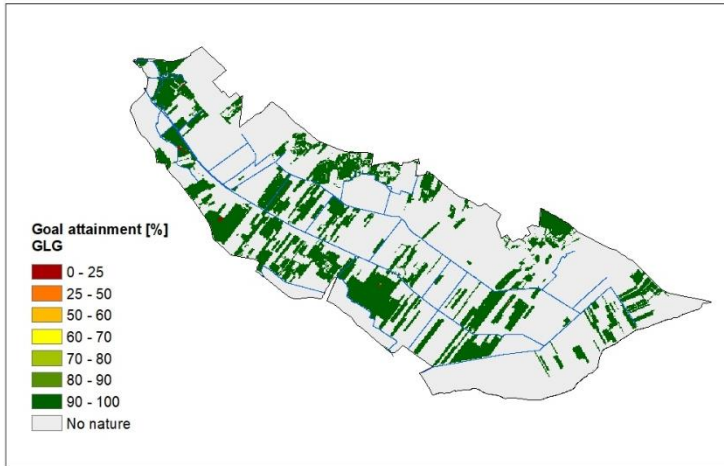 Goal attainment [%]
GLG
0 - 25
25 - 50
50 - 60
60 - 70
70 - 80
80 - 90
90 - 100
No nature